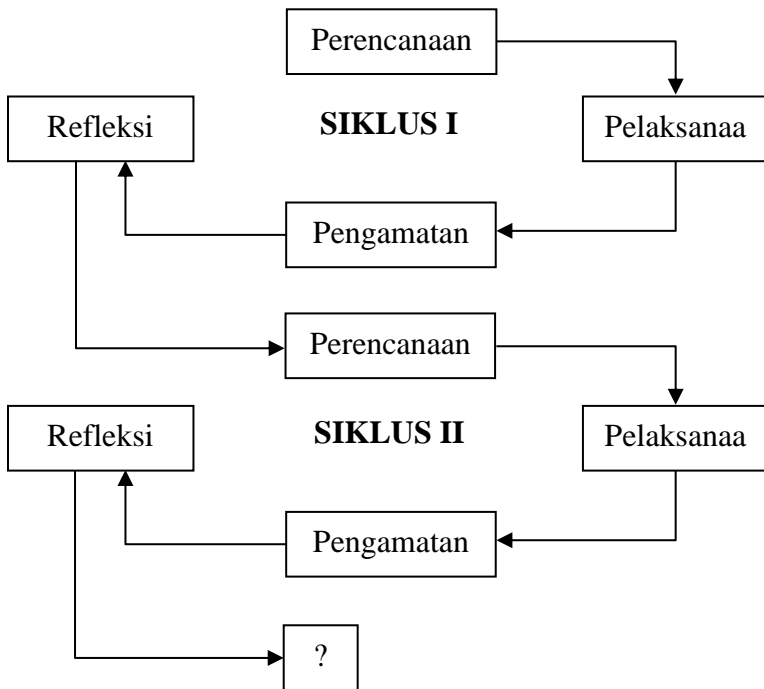 Perencanaan
Refleksi
SIKLUS I
Pelaksanaa
Pengamatan
Perencanaan
Refleksi
SIKLUS II
Pelaksanaa
Pengamatan
?